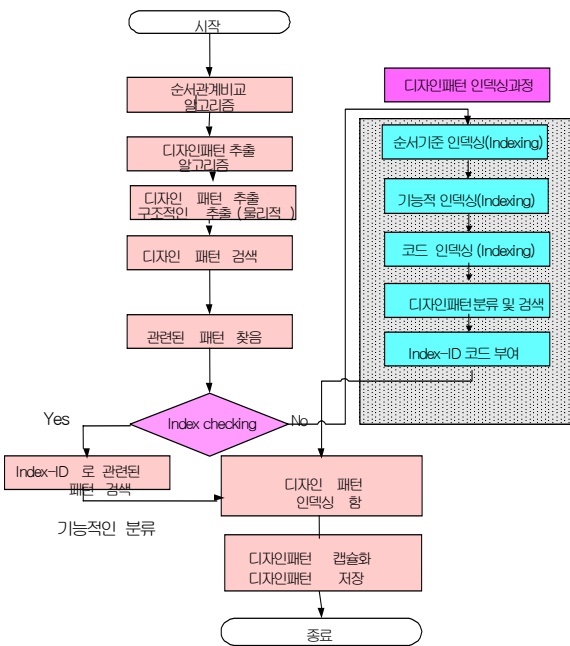 시작
순서관계비교
알고리즘
디자인패턴 추출
알고리즘
디자인 패턴 추출
구조적인 추출 (물리적 )
디자인 패턴 검색
관련된 패턴 찾음
Index checking
Yes
No
Index-ID 로 관련된
패턴 검색
기능적인 분류
디자인 패턴
인덱싱 함
디자인패턴 캡슐화
디자인패턴 저장
종료
디자인패턴 인덱싱과정
순서기준 인덱싱(Indexing)
기능적 인덱싱(Indexing)
코드 인덱싱 (Indexing)
디자인패턴분류 및 검색
Index-ID 코드 부여